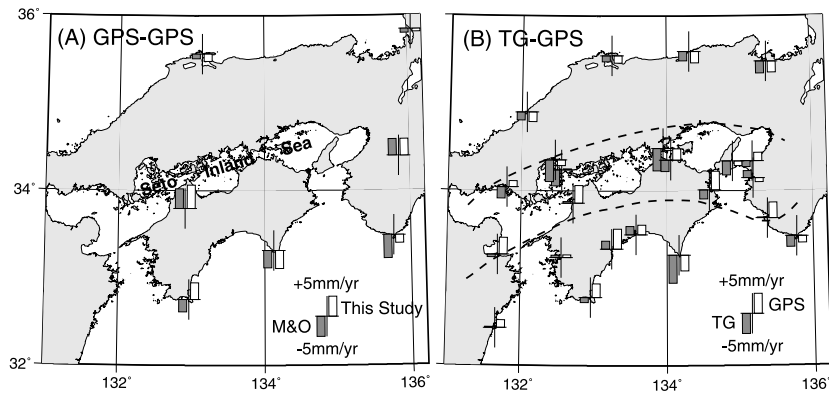 36˚
(A) GPS-GPS
Seto Inland Sea
34˚
+5mm/yr
This Study
M&O
-5mm/yr
32˚
132˚ 134˚ 136˚
(B) TG-GPS
+5mm/yr
GPS
TG
-5mm/yr
132˚ 134˚ 136˚